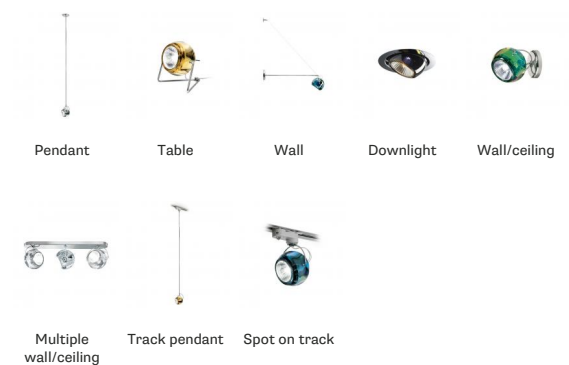 Pendant
Table
Wall
Downlight
Wall/ceiling
Multiple
wall/ceiling
Track pendant
Spot on track